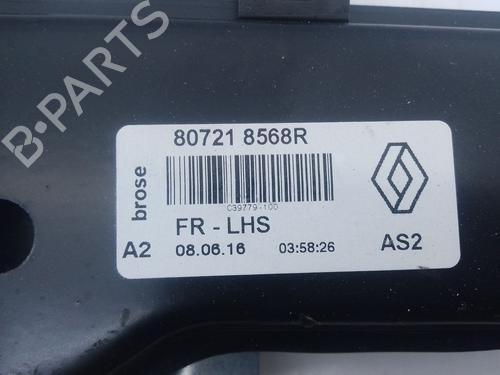 80721 8568R
brose
C39779-100
FR - LHS
A2
08.06.16
03:58:26
AS2
B-PARTS